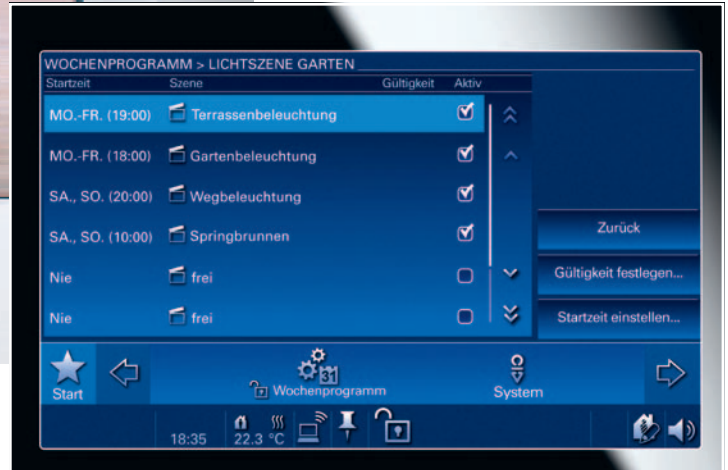 WOCHENPROGRAMM > LICHTSZENE GARTEN
Startzeit Szene Gültigkeit Aktiv
MO.-FR. (19:00) Terrassenbeleuchtung
MO.-FR. (18:00) Gartenbeleuchtung
SA., SO. (20:00) Wegbeleuchtung
SA., SO. (10:00) Springbrunnen
Zurück
Nie frei
Gültigkeit festlegen...
Nie frei
Startzeit einstellen...
31
Start Wochenprogramm System
18:35 22.3 °C